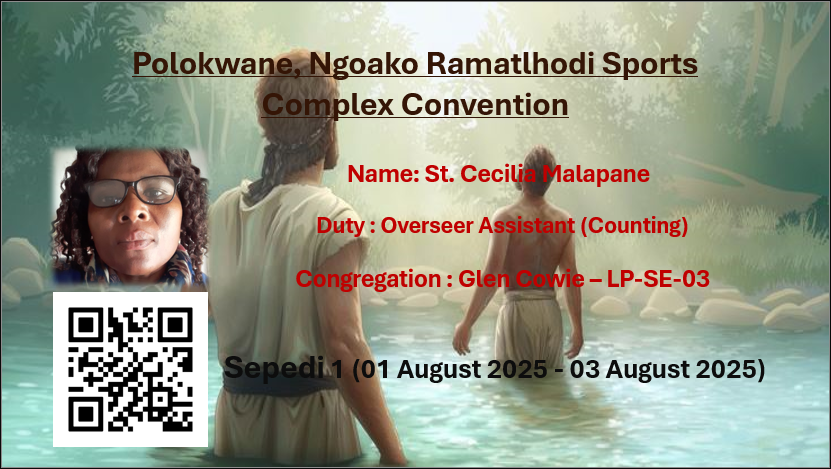 Polokwane, Ngoako Ramatlhodi Sports
Complex Convention
Name: St. Cecilia Malapane
Duty : Overseer Assistant (Counting)
Congregation : Glen Cowie – LP-SE-03
Sepedi 1 (01 August 2025 - 03 August 2025)